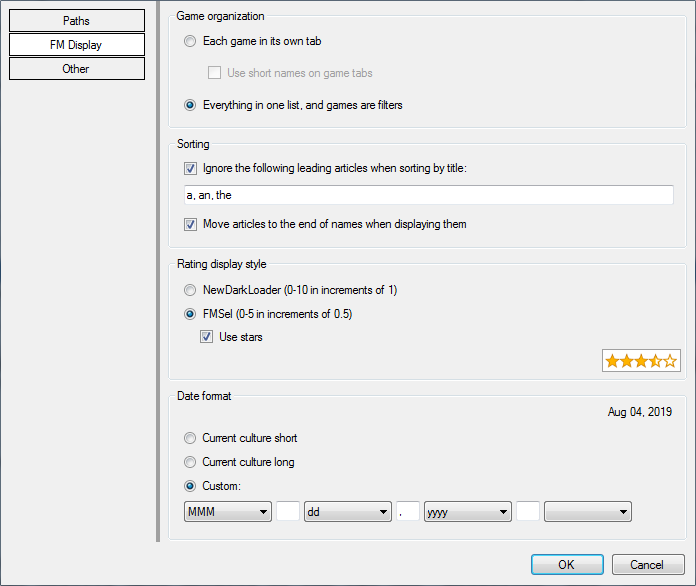 Paths
FM Display
Other
Game organization
Each game in its own tab
Use short names on game tabs
Everything in one list, and games are filters
Sorting
Ignore the following leading articles when sorting by title:
a, an, the
Move articles to the end of names when displaying them
Rating display style
NewDarkLoader (0-10 in increments of 1)
FMSel (0-5 in increments of 0.5)
Use stars
Date format
Aug 04, 2019
Current culture short
Current culture long
Custom:
MMM dd , yyyy
OK Cancel